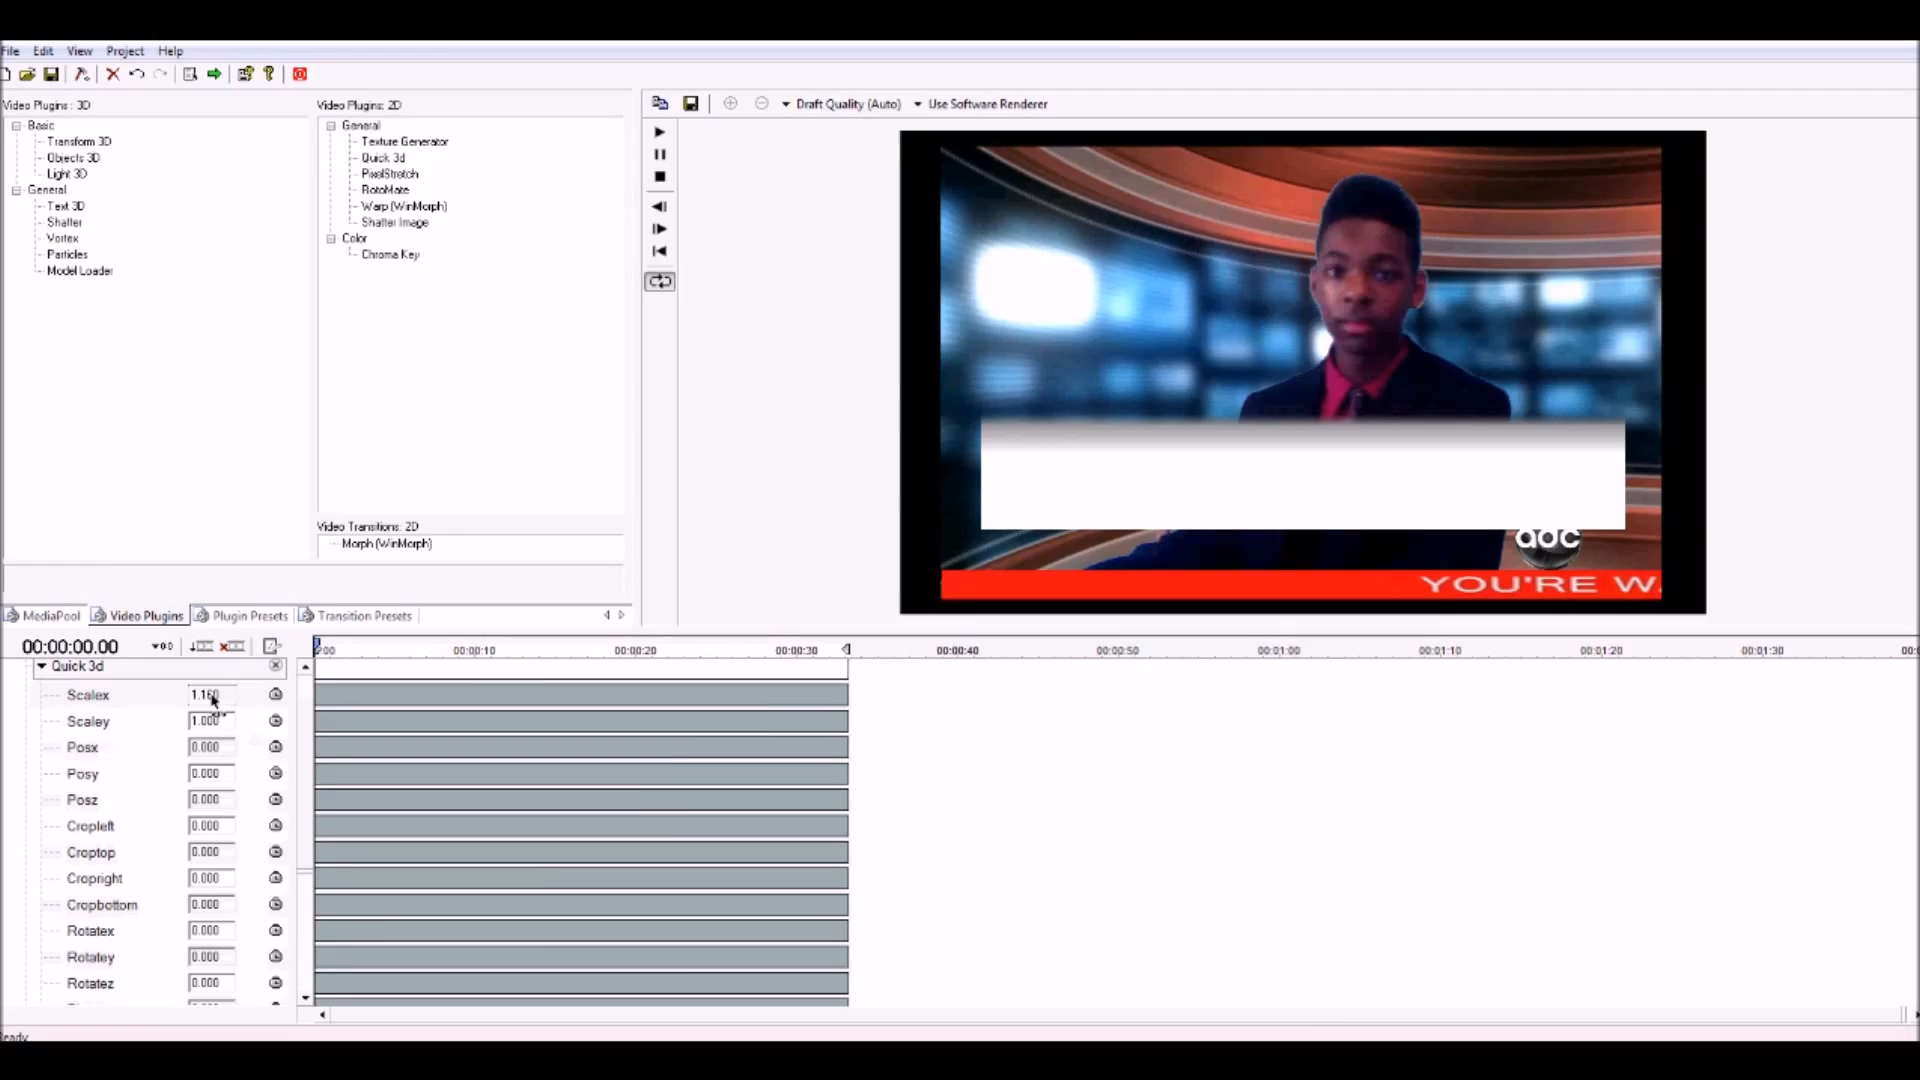 File Edit View Project Help
Video Plugins : 3D
Basic
Transform 3D
Objects 3D
Light 3D
General
Text 3D
Shatter
Vortex
Particles
Model Loader
Video Plugins: 2D
General
Texture Generator
Quick 3d
PixelStretch
RotoMate
Warp (WinMorph)
Shatter Image
Color
Chroma Key
Video Transitions: 2D
Morph (WinMorph)
MediaPool Video Plugins Plugin Presets Transition Presets
Draft Quality (Auto) Use Software Renderer
abc
YOU'RE W
00:00:00.00
:00 00:00:10 00:00:20 00:00:30 00:00:40 00:00:50 00:01:00 00:01:10 00:01:20 00:01:30 00:0
Quick 3d
Scalex 1.160
Scaley 1.000
Posx 0.000
Posy 0.000
Posz 0.000
Cropleft 0.000
Croptop 0.000
Cropright 0.000
Cropbottom 0.000
Rotatex 0.000
Rotatey 0.000
Rotatez 0.000
Ready